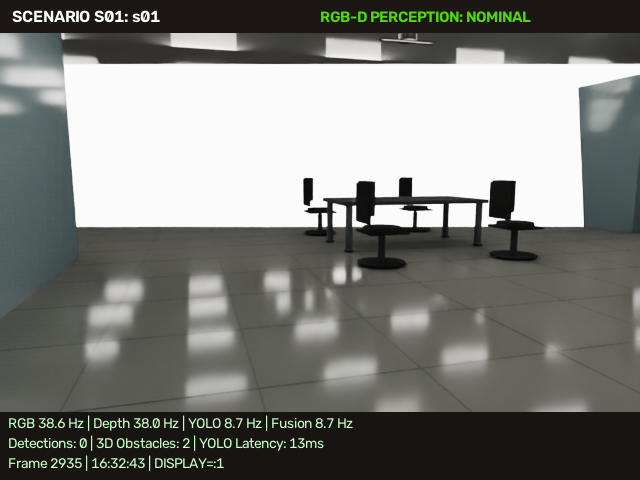 SCENARIO S01: s01
RGB-D PERCEPTION: NOMINAL
RGB 38.6 Hz | Depth 38.0 Hz | YOLO 8.7 Hz | Fusion 8.7 Hz
Detections: 0 | 3D Obstacles: 2 | YOLO Latency: 13ms
Frame 2935 | 16:32:43 | DISPLAY=:1